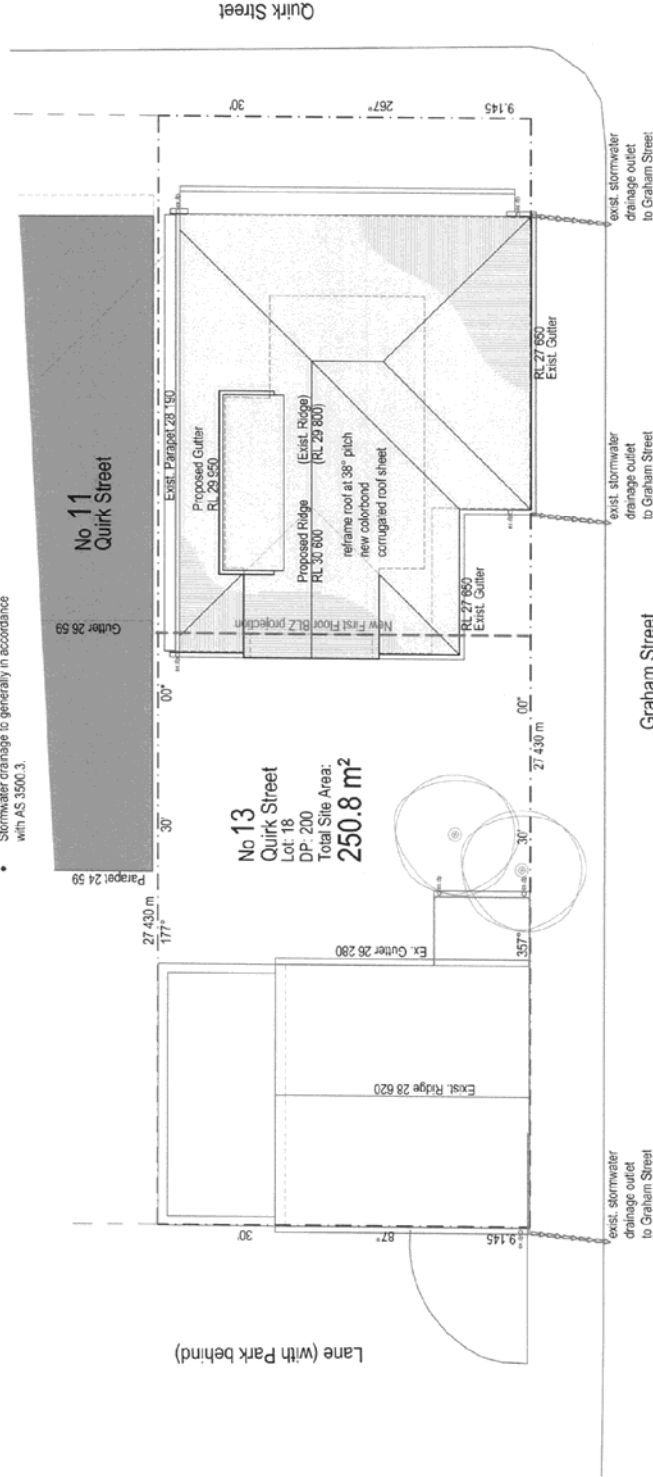 Stormwater drainage to generally in accordance
with AS 3500.3.
Quirk Street
No 11
Quirk Street
Gutter 26 59
Parapet 24 59
30'
267°
9.145
Exist. Parapet 28 190
Proposed Gutter
RL 29 950
Proposed Ridge
RL 30 600
(Exist. Ridge)
(RL 29 800)
reframe roof at 38° pitch
new colorbond
corrugated roof sheet
New First Floor BLZ projection
RL 27 650
Exist. Gutter
RL 27 650
Exist. Gutter
27 430 m
177°
30'
00"
No 13
Quirk Street
Lot: 18
DP: 200
Total Site Area:
250.8 m²
27 430 m
357°
30'
00"
Ex. Gutter 26 280
Exist. Ridge 28 620
30'
87°
9.145
Lane (with Park behind)
exist. stormwater
drainage outlet
to Graham Street
exist. stormwater
drainage outlet
to Graham Street
exist. stormwater
drainage outlet
to Graham Street
Graham Street